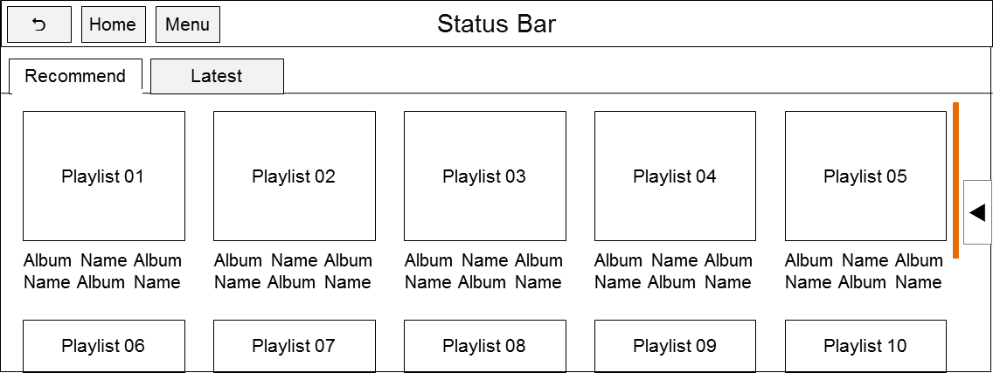 Home Menu Status Bar
Recommend Latest
Playlist 01 Playlist 02 Playlist 03 Playlist 04 Playlist 05
Album Name Album Album Name Album Album Name Album Album Name Album Album Name Album
Name Album Name Name Album Name Name Album Name Name Album Name Name Album Name
Playlist 06 Playlist 07 Playlist 08 Playlist 09 Playlist 10